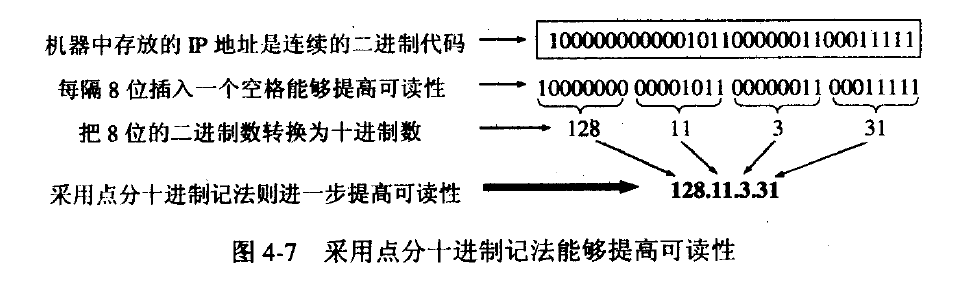 机器中存放的 IP 地址是连续的二进制代码 10000000000010110000001100011111
每隔 8 位插入一个空格能够提高可读性 10000000 00001011 00000011 00011111
把 8 位的二进制数转换为十进制数 128 11 3 31
采用点分十进制记法则进一步提高可读性 128.11.3.31
图 4-7 采用点分十进制记法能够提高可读性